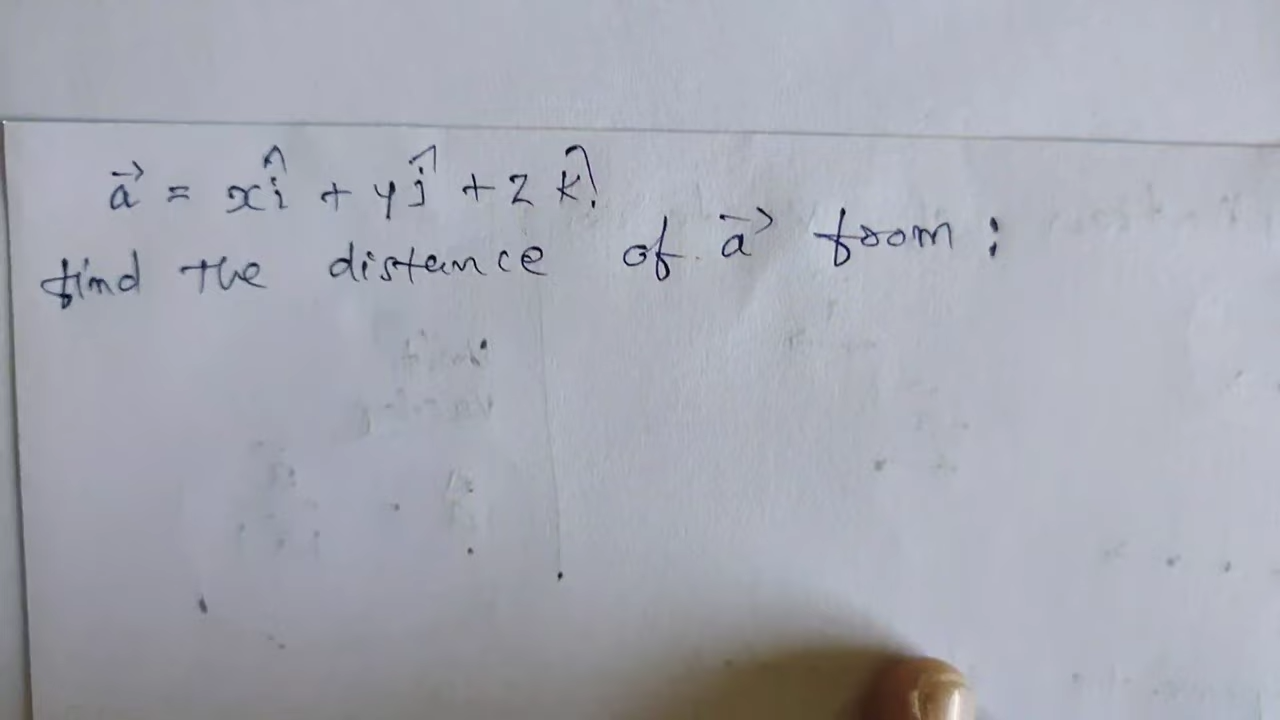 a⃗ = xî + yĵ + zk̂.
find the distance of a⃗ from :